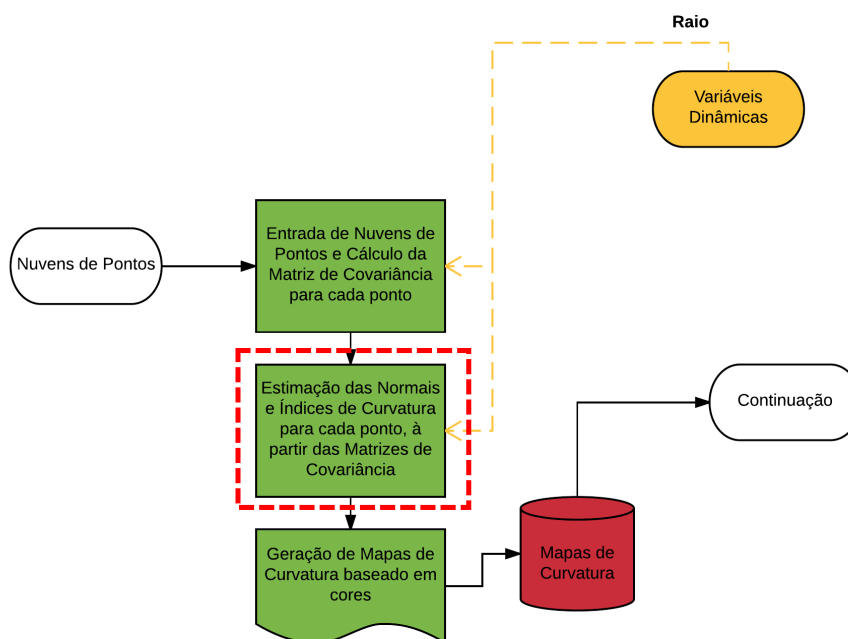 Raio
Variáveis
Dinâmicas
Nuvens de Pontos
Entrada de Nuvens de
Pontos e Cálculo da
Matriz de Covariância
para cada ponto
Estimação das Normais
e Índices de Curvatura
para cada ponto, à
partir das Matrizes de
Covariância
Continuação
Geração de Mapas de
Curvatura baseado em
cores
Mapas de
Curvatura